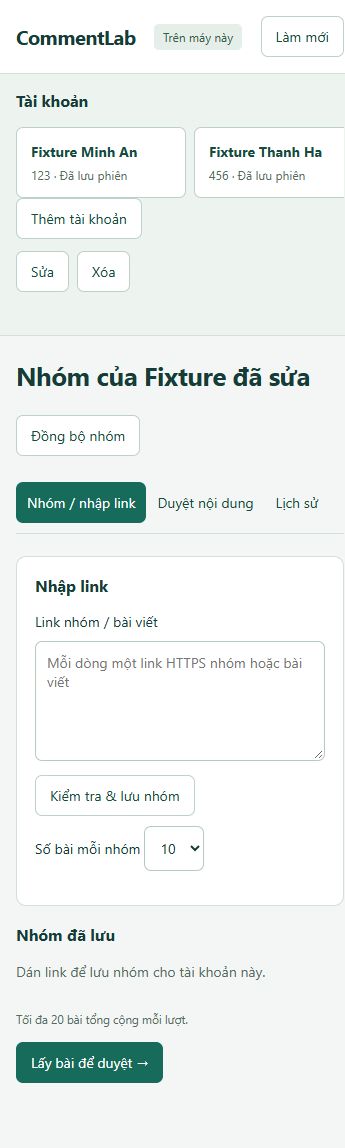 CommentLab
Trên máy này
Làm mới
Tài khoản
Fixture Minh An
123 · Đã lưu phiên
Fixture Thanh Ha
456 · Đã lưu phiên
Thêm tài khoản
Sửa
Xóa
Nhóm của Fixture đã sửa
Đồng bộ nhóm
Nhóm / nhập link
Duyệt nội dung
Lịch sử
Nhập link
Link nhóm / bài viết
Mỗi dòng một link HTTPS nhóm hoặc bài
viết
Kiểm tra & lưu nhóm
Số bài mỗi nhóm
10
Nhóm đã lưu
Dán link để lưu nhóm cho tài khoản này.
Tối đa 20 bài tổng cộng mỗi lượt.
Lấy bài để duyệt →